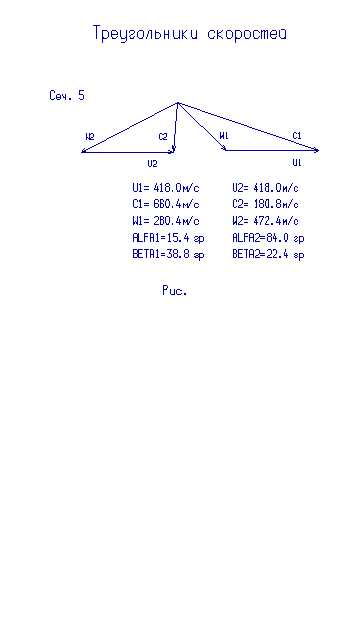 Треугольники скоростей
Сеч. 5
W2 C2 W1 C1
U2 U1
U1= 418.0м/с U2= 418.0м/с
C1= 660.4м/с C2= 180.8м/с
W1= 280.4м/с W2= 472.4м/с
ALFA1=15.4 гр ALFA2=84.0 гр
BETA1=38.8 гр BETA2=22.4 гр
Рис.